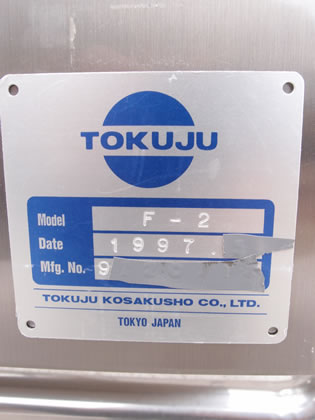 TOKUJU
Model F - 2
Date 1997.
Mfg. No. 9
TOKUJU KOSAKUSHO CO., LTD.
TOKYO JAPAN